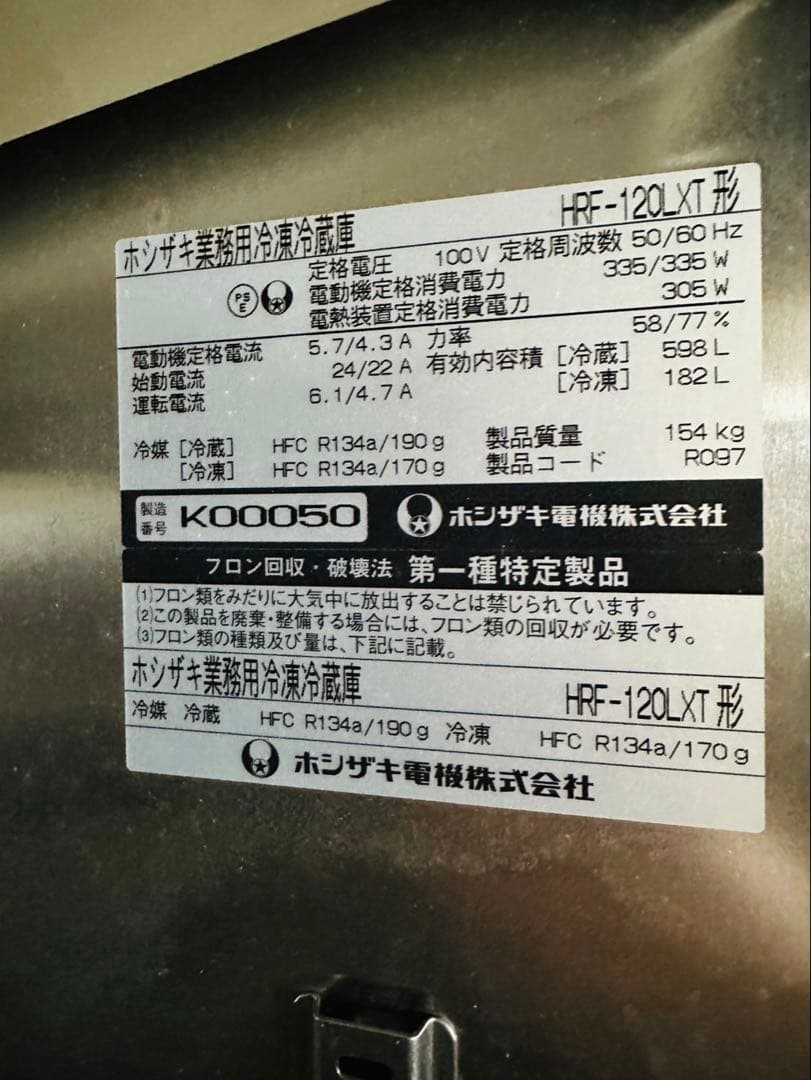 ホシザキ業務用冷凍冷蔵庫 HRF-120LXT形
定格電圧 100V 定格周波数 50/60 Hz
PSE 電動機定格消費電力 335/335 W
電熱装置定格消費電力 305 W
電動機定格電流 5.7/4.3 A 力率 58/77 %
始動電流 24/22 A 有効内容積 [冷蔵] 598 L
運転電流 6.1/4.7 A [冷凍] 182 L
冷媒 [冷蔵] HFC R134a/190 g 製品質量 154 kg
[冷凍] HFC R134a/170 g 製品コード R097
製造番号 K00050 ホシザキ電機株式会社
フロン回収・破壊法 第一種特定製品
(1)フロン類をみだりに大気中に放出することは禁じられています。
(2)この製品を廃棄・整備する場合には、フロン類の回収が必要です。
(3)フロン類の種類及び量は、下記に記載。
ホシザキ業務用冷凍冷蔵庫 HRF-120LXT形
冷媒 冷蔵 HFC R134a/190 g 冷凍 HFC R134a/170 g
ホシザキ電機株式会社